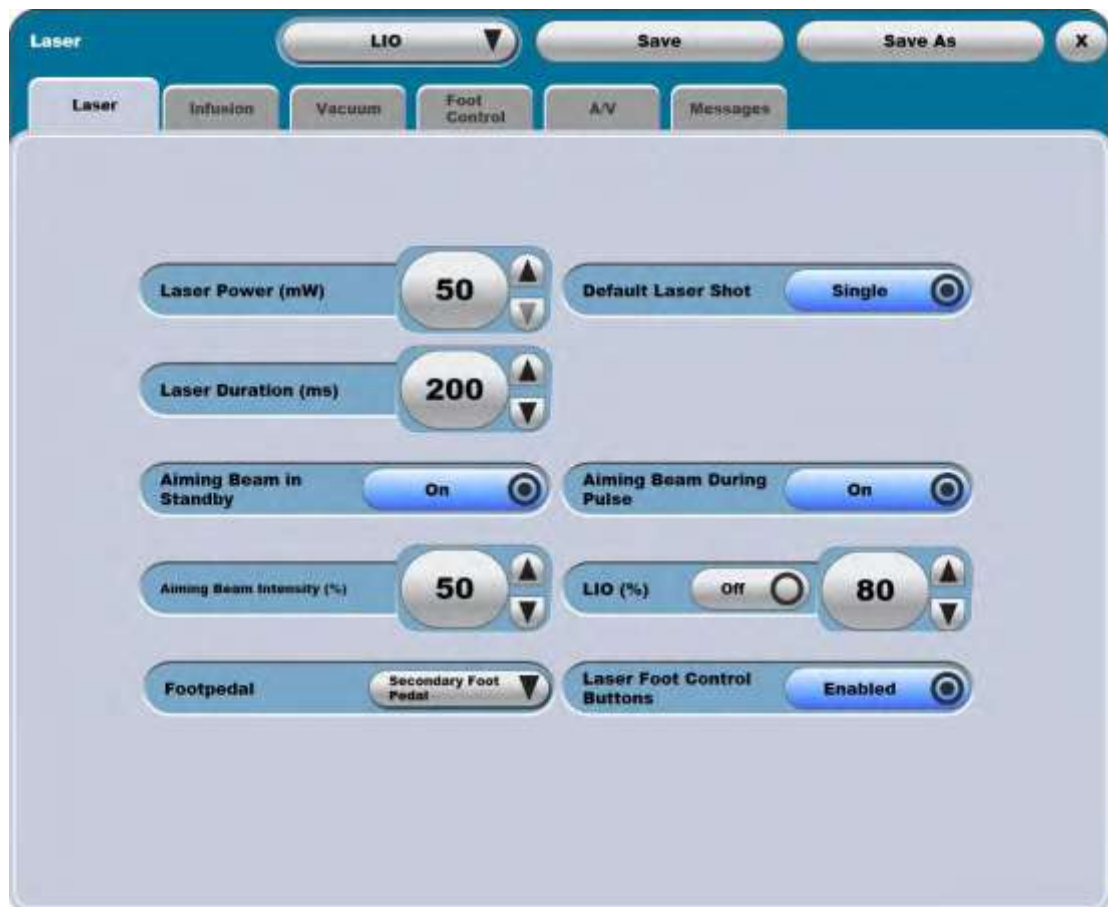 Laser
LIO
Save
Save As
X
Laser
Infusion
Vacuum
Foot
Control
A/V
Messages
Laser Power (mW)
50
Default Laser Shot
Single
Laser Duration (ms)
200
Aiming Beam in
Standby
On
Aiming Beam During
Pulse
On
Aiming Beam Intensity (%)
50
LIO (%)
Off
80
Footpedal
Secondary Foot
Pedal
Laser Foot Control
Buttons
Enabled